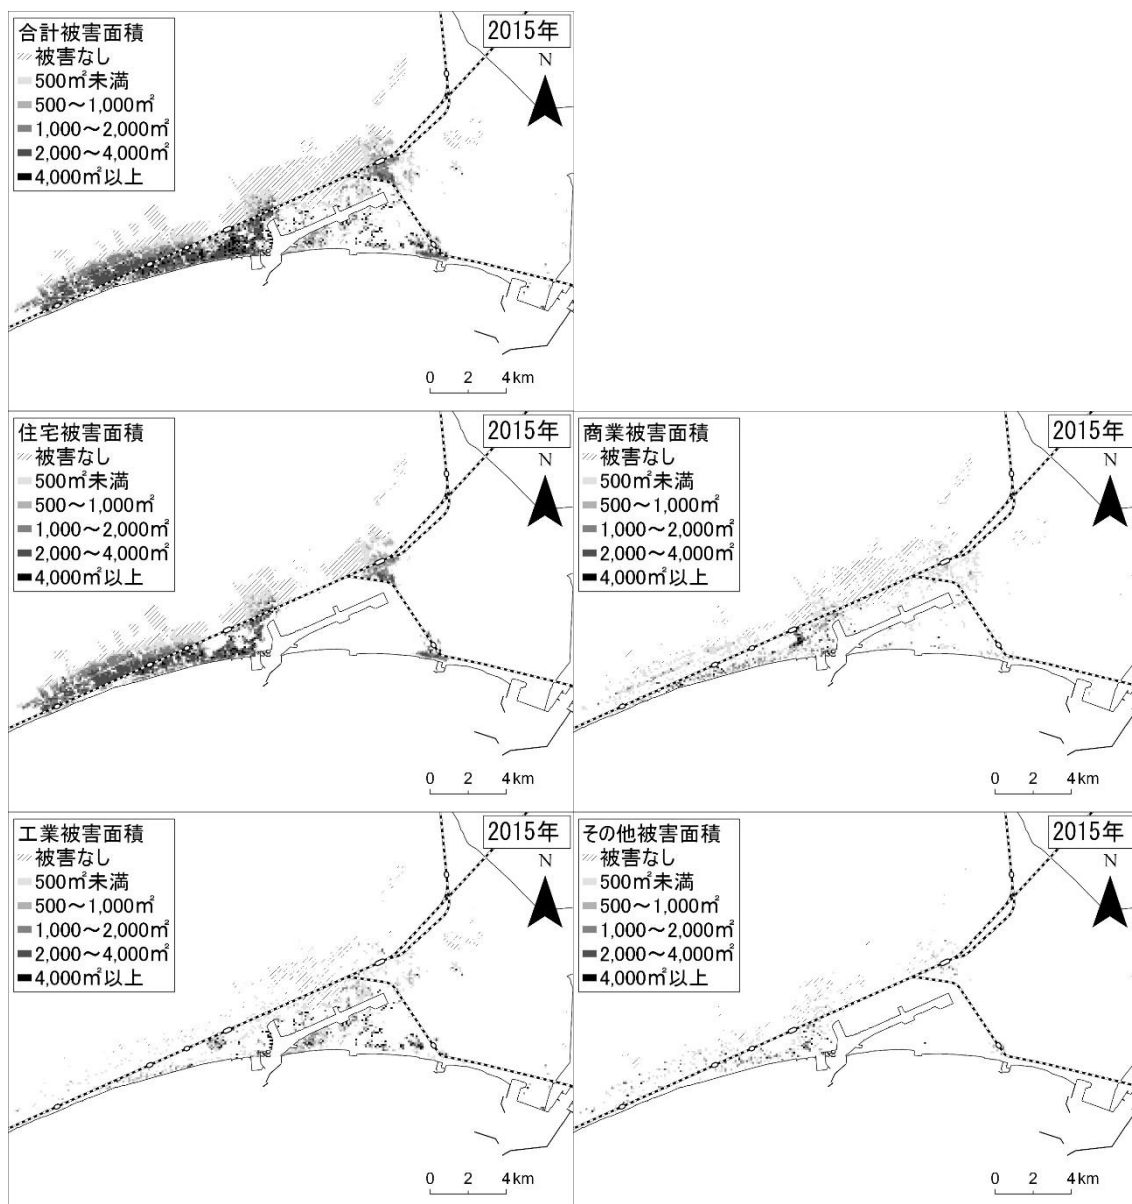 合計被害面積
被害なし
500㎡未満
500～1,000㎡
1,000～2,000㎡
2,000～4,000㎡
4,000㎡以上
2015年
N
0 2 4km
住宅被害面積
被害なし
500㎡未満
500～1,000㎡
1,000～2,000㎡
2,000～4,000㎡
4,000㎡以上
2015年
N
0 2 4km
商業被害面積
被害なし
500㎡未満
500～1,000㎡
1,000～2,000㎡
2,000～4,000㎡
4,000㎡以上
2015年
N
0 2 4km
工業被害面積
被害なし
500㎡未満
500～1,000㎡
1,000～2,000㎡
2,000～4,000㎡
4,000㎡以上
2015年
N
0 2 4km
その他被害面積
被害なし
500㎡未満
500～1,000㎡
1,000～2,000㎡
2,000～4,000㎡
4,000㎡以上
2015年
N
0 2 4km